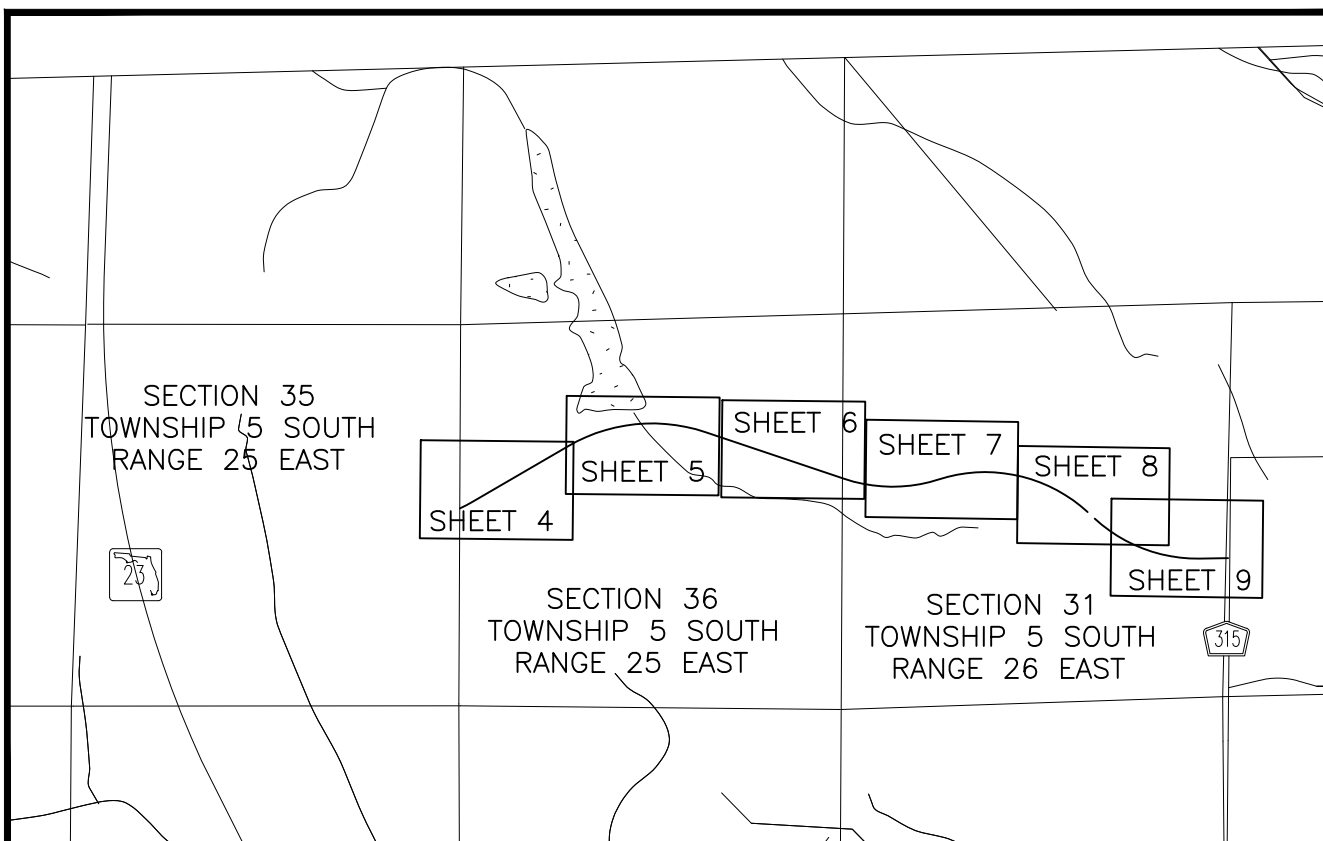 SECTION 35
TOWNSHIP 5 SOUTH
RANGE 25 EAST
SHEET 4
SHEET 5
SHEET 6
SHEET 7
SHEET 8
SHEET 9
23
SECTION 36
TOWNSHIP 5 SOUTH
RANGE 25 EAST
SECTION 31
TOWNSHIP 5 SOUTH
RANGE 26 EAST
315